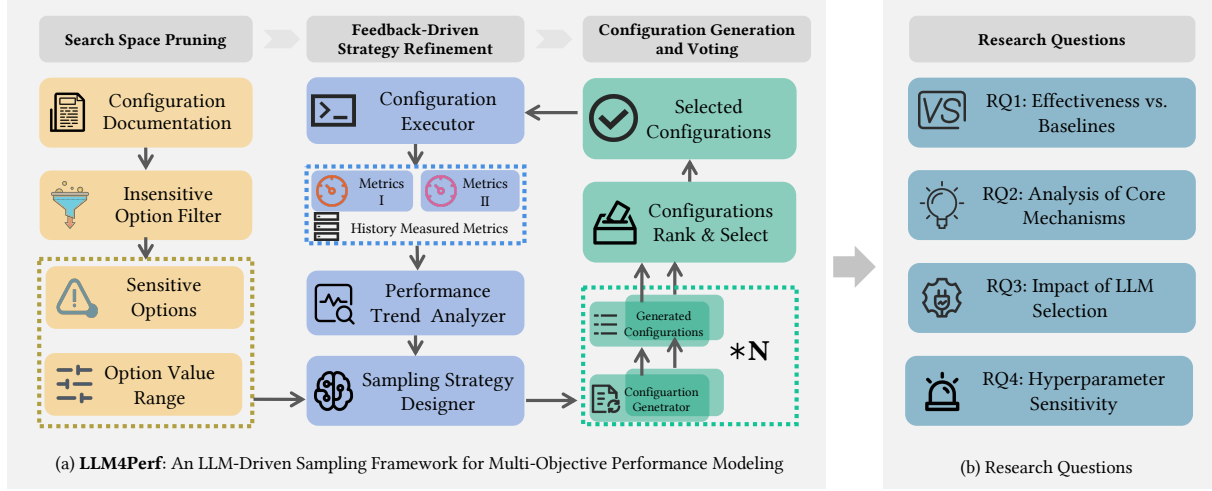 Search Space Pruning
Feedback-Driven
Strategy Refinement
Configuration Generation
and Voting
Configuration
Documentation
Insensitive
Option Filter
Sensitive
Options
Option Value
Range
Configuration
Executor
Metrics
I
Metrics
II
History Measured Metrics
Performance
Trend Analyzer
Sampling Strategy
Designer
Selected
Configurations
Configurations
Rank & Select
Generated
Configurations
Configuartion
Genetrator
*N
(a) LLM4Perf: An LLM-Driven Sampling Framework for Multi-Objective Performance Modeling
Research Questions
VS
RQ1: Effectiveness vs.
Baselines
RQ2: Analysis of Core
Mechanisms
RQ3: Impact of LLM
Selection
RQ4: Hyperparameter
Sensitivity
(b) Research Questions